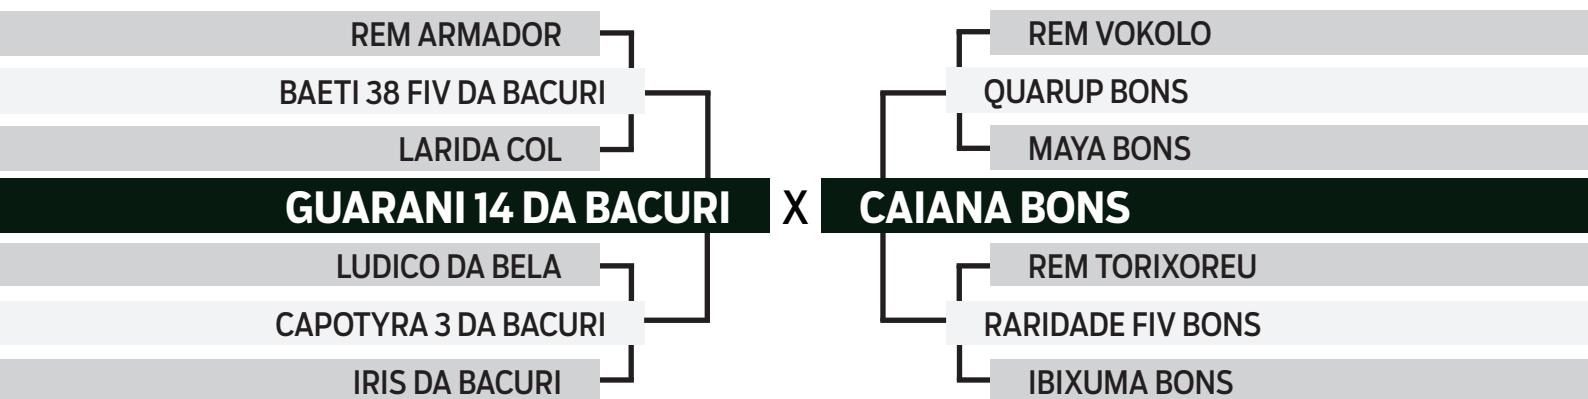 REM ARMADOR
BAETI 38 FIV DA BACURI
LARIDA COL
GUARANI 14 DA BACURI X CAIANA BONS
LUDICO DA BELA
CAPOTYRA 3 DA BACURI
IRIS DA BACURI
REM VOKOLO
QUARUP BONS
MAYA BONS
REM TORIXOREU
RARIDADE FIV BONS
IBIXUMA BONS